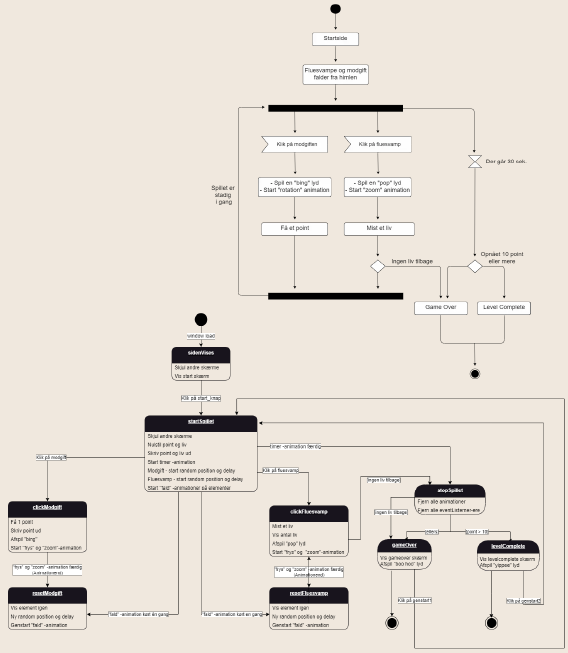 Startside
Fluesvampe og modgift
falder fra himlen
Klik på modgiften
Klik på fluesvamp
Der går 30 sek.
- Spil en "bing" lyd
- Start "rotation" animation
- Spil en "pop" lyd
- Start "zoom" animation
Spillet er
stadig
i gang
Få et point
Mist et liv
Ingen liv tilbage
Opnået 10 point
eller mere
Game Over
Level Complete
window load
sidenVises
Skjul andre skærme
Vis start skærm
Klik på start_knap
startSpillet
Skjul andre skærme
Nulstil point og liv
Skriv point og liv ud
Start timer -animation
Modgift - start random position og delay
Fluesvamp - start random position og delay
Start "fald" -animationer på elementer
timer -animation færdig
Klik på modgift
Klik på fluesvamp
ingen liv tilbage
stopSpillet
Fjern alle animationer
Fjern alle eventListener-ere
clickModgift
Få 1 point
Skriv point ud
Afspil "bing"
Start "frys" og "zoom" -animation
clickFluesvamp
Mist et liv
Vis antal liv
Afspil "pop" lyd
Start "frys" og "zoom" -animation
ingen liv tilbage
ellers
gameOver
Vis gameover skærm
Afspil "boo hoo" lyd
levelComplete
Vis levelcomplete skærm
Afspil "yippee" lyd
"frys" og "zoom" -animation færdig
(Animationend)
"frys" og "zoom" -animation færdig
(Animationend)
resetModgift
Vis element igen
Ny random position og delay
Genstart "fald" -animation
"fald" -animation kørt en gang
resetFluesvamp
Vis element igen
Ny random position og delay
Genstart "fald" -animation
"fald" -animation kørt en gang
Klik på genstart1
Klik på genstart2